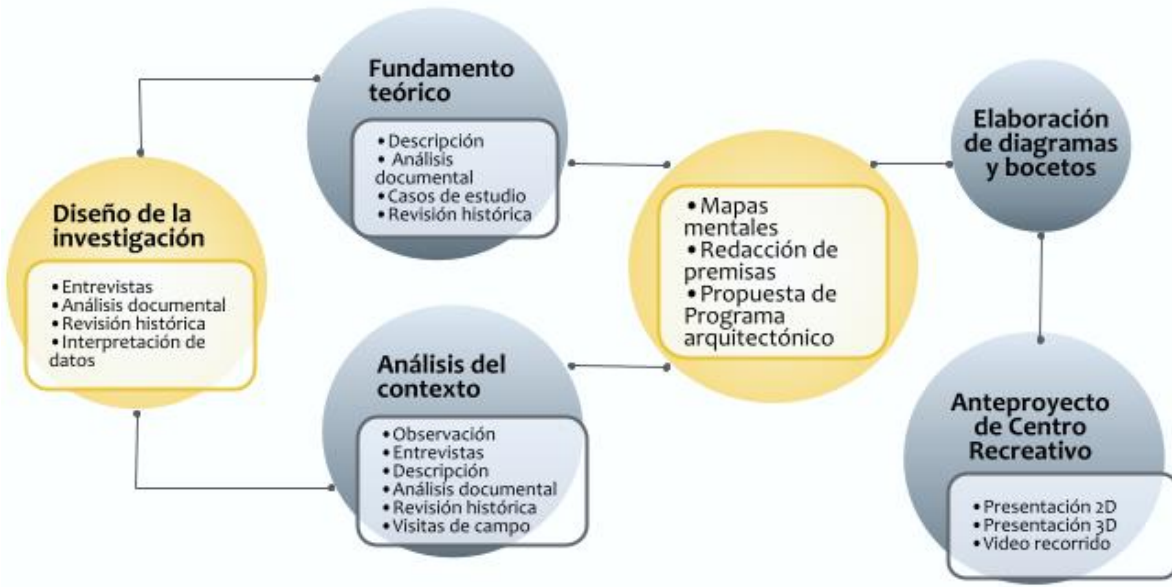 Diseño de la
investigación
• Entrevistas
• Análisis documental
• Revisión histórica
• Interpretación de
datos
Fundamento
teórico
• Descripción
• Análisis
documental
• Casos de estudio
• Revisión histórica
Análisis del
contexto
• Observación
• Entrevistas
• Descripción
• Análisis documental
• Revisión histórica
• Visitas de campo
• Mapas
mentales
• Redacción de
premisas
• Propuesta de
Programa
arquitectónico
Elaboración
de diagramas
y bocetos
Anteproyecto
de Centro
Recreativo
• Presentación 2D
• Presentación 3D
• Video recorrido